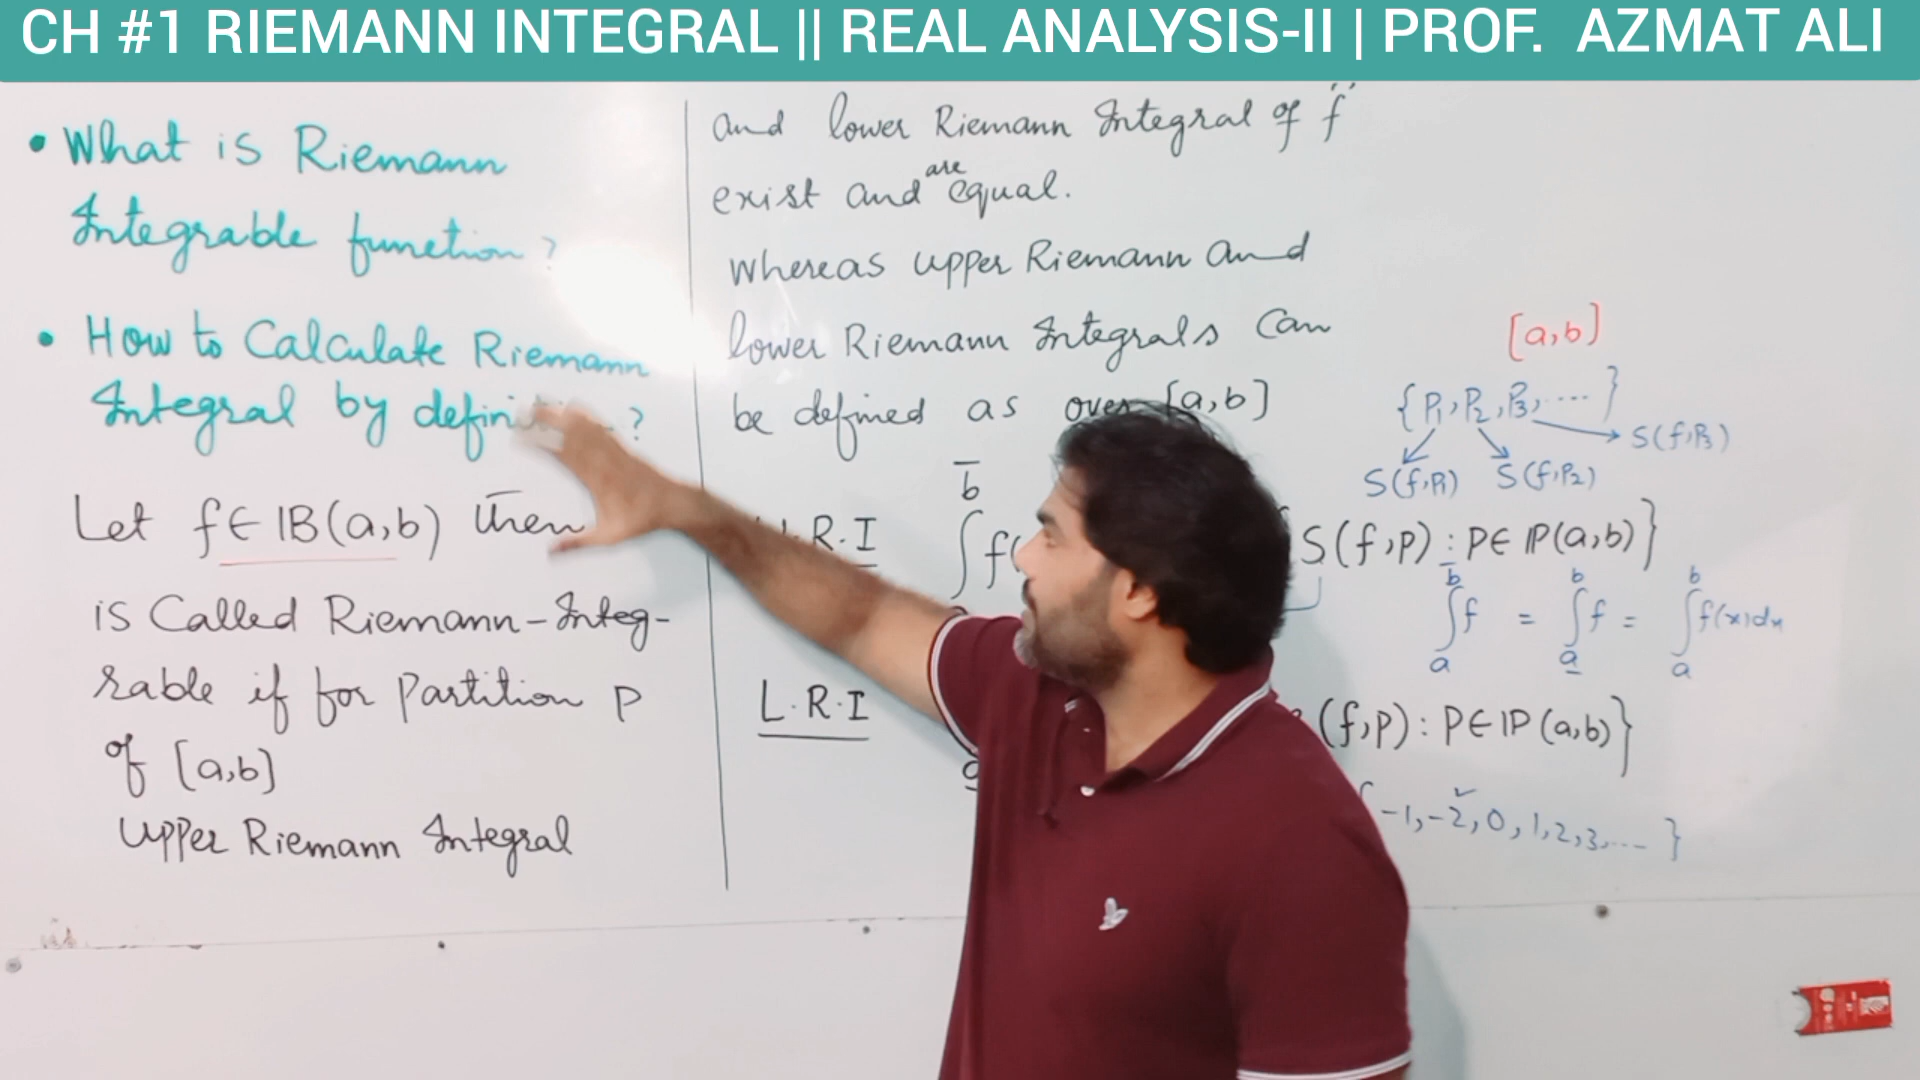 CH #1 RIEMANN INTEGRAL || REAL ANALYSIS-II | PROF. AZMAT ALI
• What is Riemann
Integrable function?
• How to Calculate Riemann
Integral by ?
Let f∈ IB(a,b) then
is Called Riemann-Integ-
rable if for Partition P
of [a,b]
Upper Riemann Integral
and lower Riemann Integral of f
exist and are equal.
Whereas upper Riemann and
lower Riemann Integrals Can
be defined as over [a,b]
.R.I
b̅
∫ f(
S(f,p) : P∈ IP(a,b)}
L.R.I
(f,p) : P∈ IP(a,b)}
[a,b]
{P₁, P₂, P₃, ....}
S(f,P₃)
S(f,P₁) S(f,P₂)
∫ₐ^b̅ f = ∫_a̲^b f = ∫ₐ^b f(x)dx
-1,-2,0,1,2,3,... }